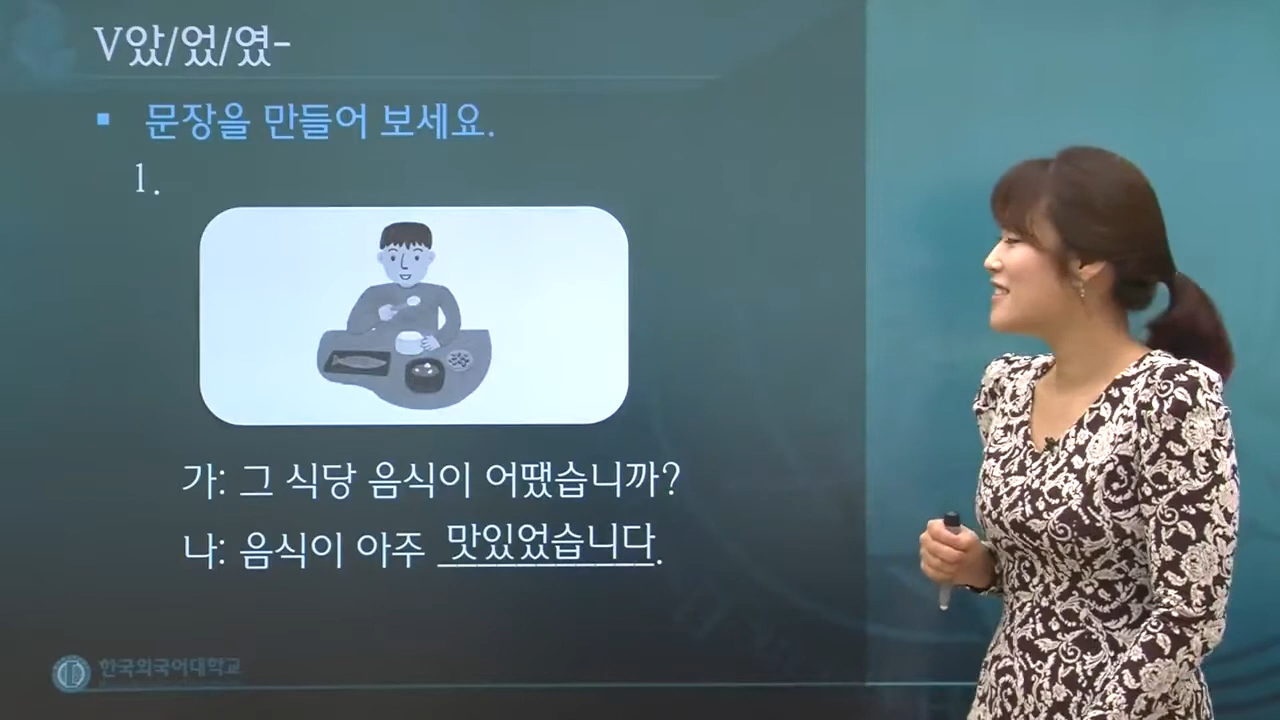 V았/었/였-
▪ 문장을 만들어 보세요.
1.
가: 그 식당 음식이 어땠습니까?
나: 음식이 아주 맛있었습니다.
한국외국어대학교